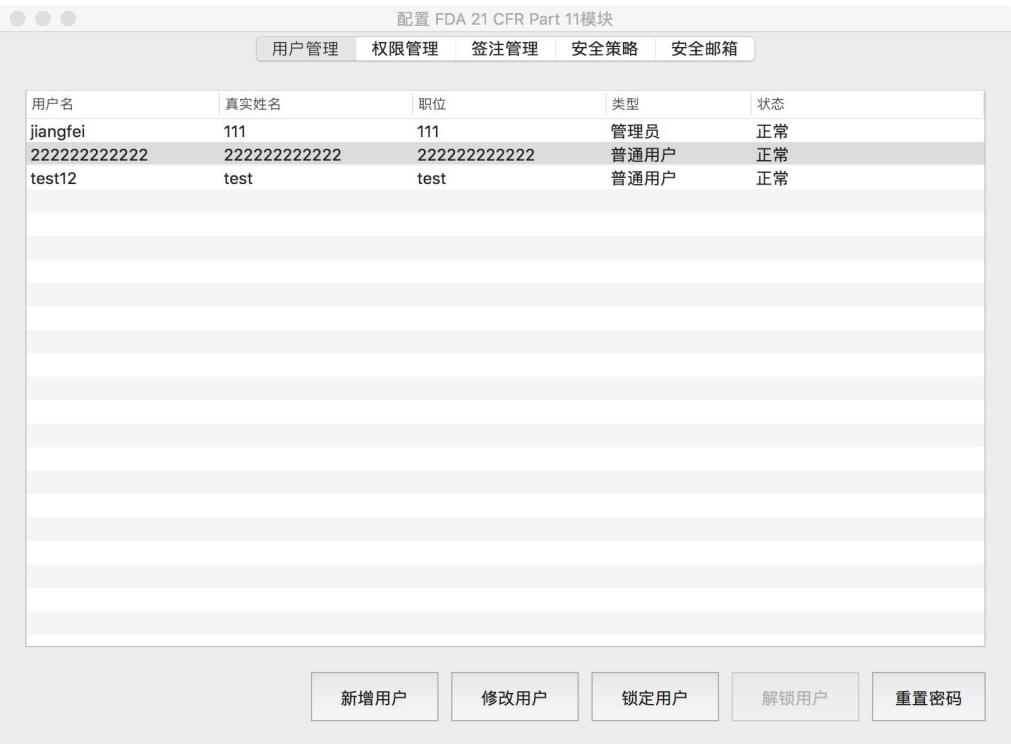 配置 FDA 21 CFR Part 11模块
用户管理 权限管理 签注管理 安全策略 安全邮箱
用户名 真实姓名 职位 类型 状态
jiangfei 111 111 管理员 正常
222222222222 222222222222 222222222222 普通用户 正常
test12 test test 普通用户 正常
新增用户 修改用户 锁定用户 解锁用户 重置密码